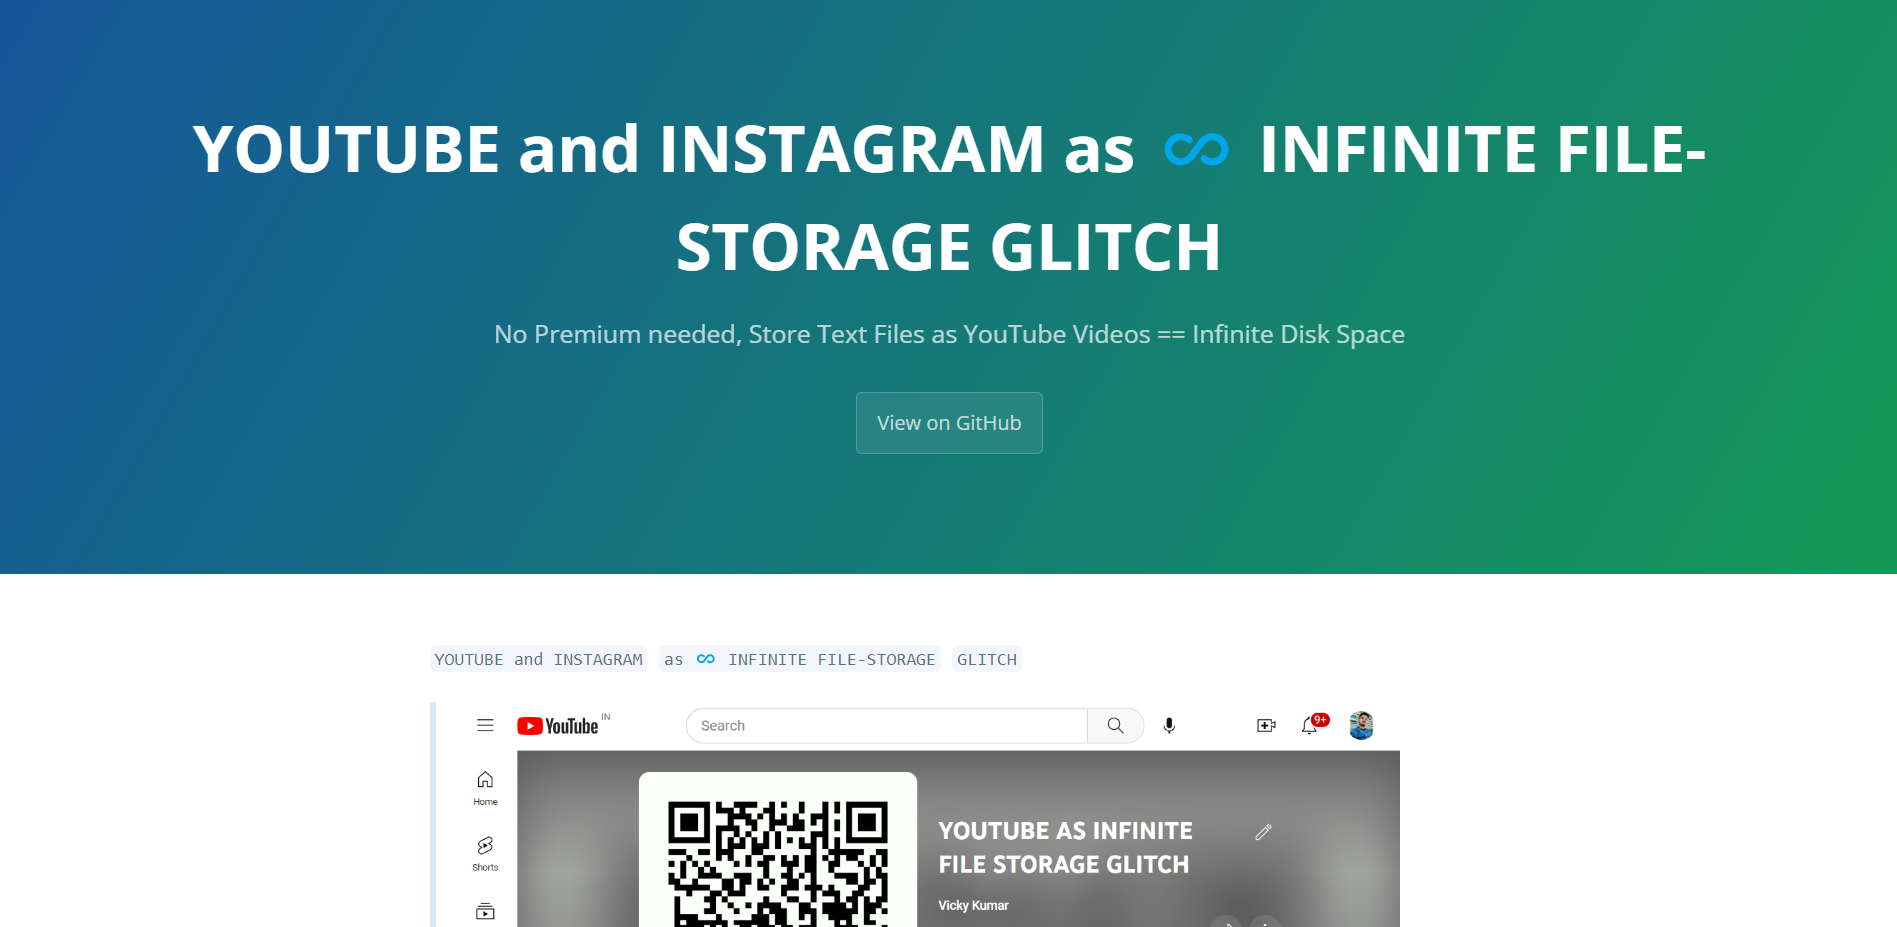 YOUTUBE and INSTAGRAM as ∞ INFINITE FILE-
STORAGE GLITCH
No Premium needed, Store Text Files as YouTube Videos == Infinite Disk Space
View on GitHub
YOUTUBE and INSTAGRAM as ∞ INFINITE FILE-STORAGE GLITCH
YouTube IN
Search
9+
Home
Shorts
YOUTUBE AS INFINITE
FILE STORAGE GLITCH
Vicky Kumar